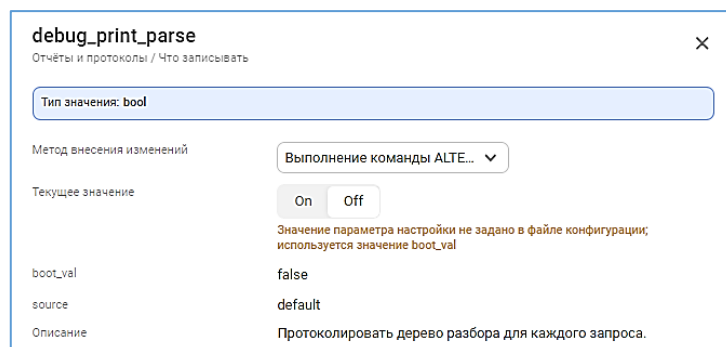 debug_print_parse
Отчёты и протоколы / Что записывать
Тип значения: bool
Метод внесения изменений
Выполнение команды ALTE...
Текущее значение
On Off
Значение параметра настройки не задано в файле конфигурации;
используется значение boot_val
boot_val
false
source
default
Описание
Протоколировать дерево разбора для каждого запроса.